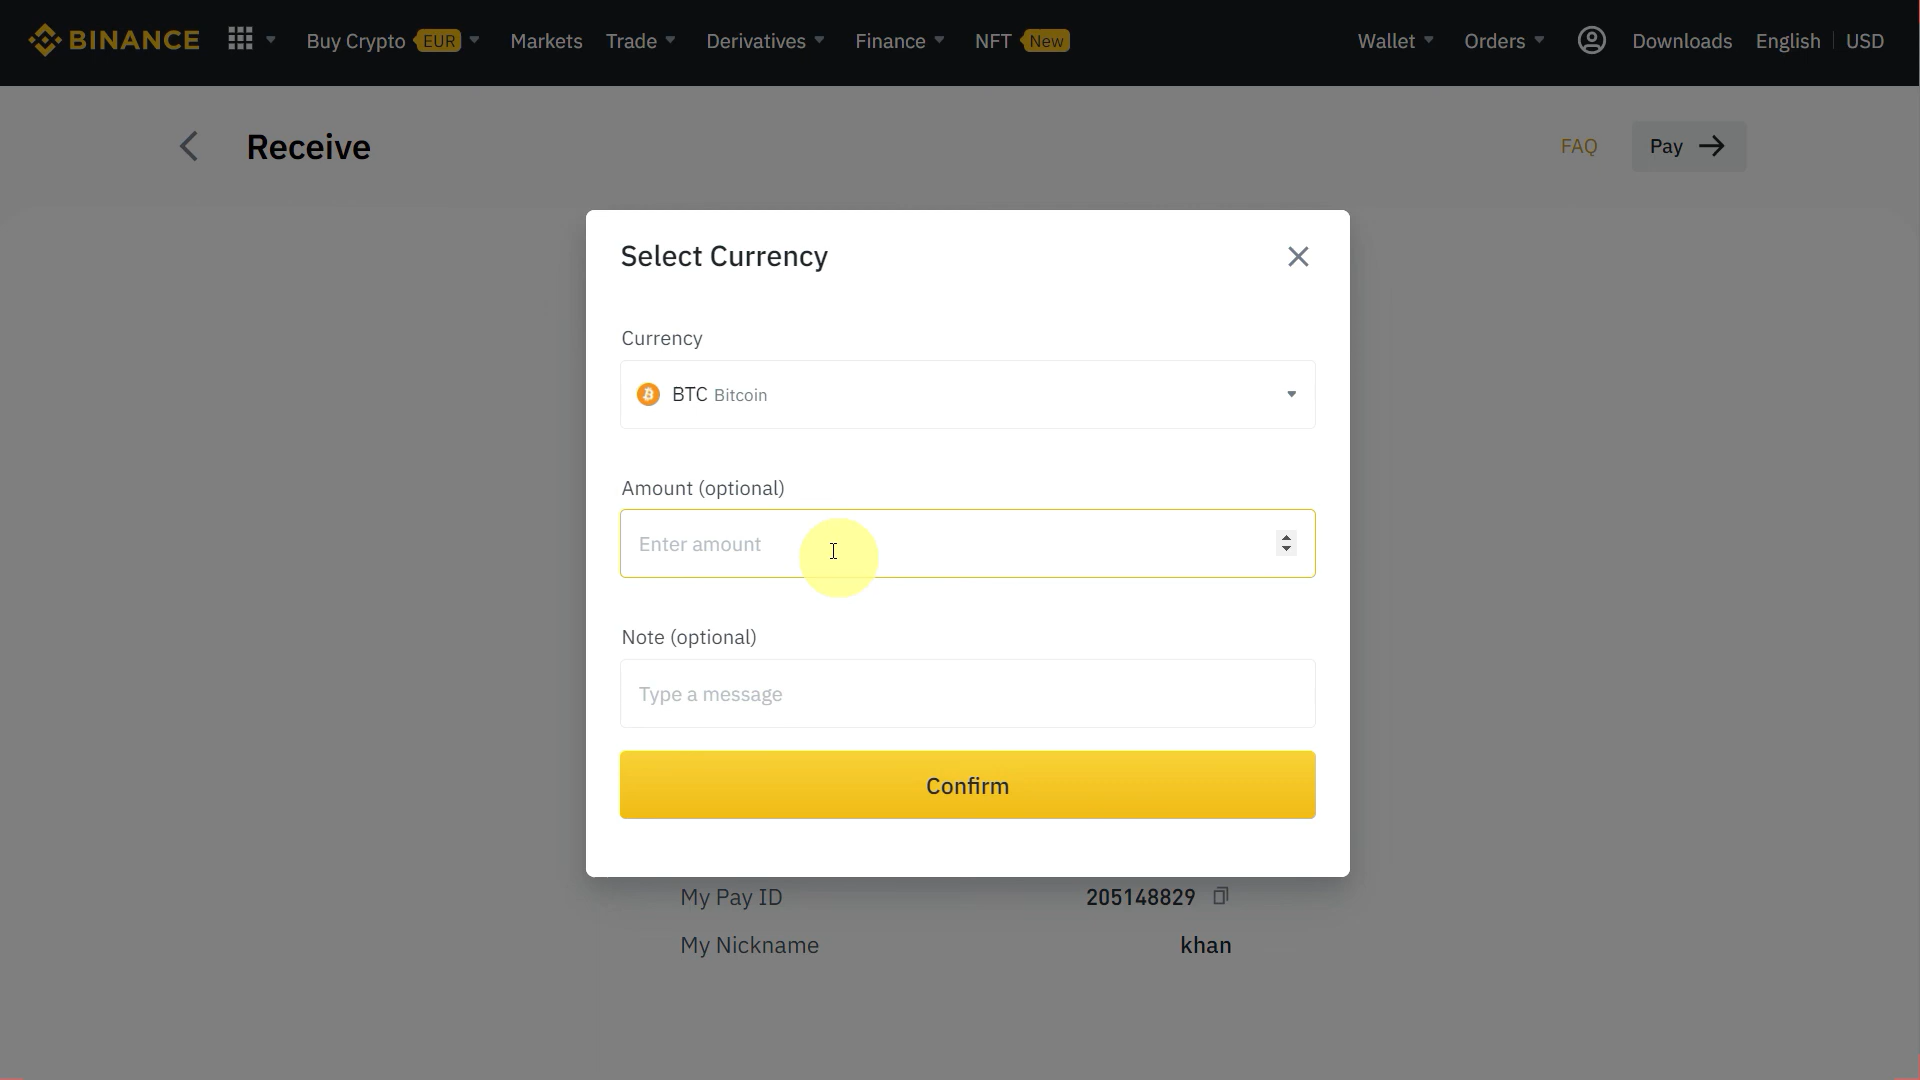 BINANCE Buy Crypto EUR Markets Trade Derivatives Finance NFT New Wallet Orders Downloads English USD
Receive FAQ Pay
Select Currency
Currency
BTC Bitcoin
Amount (optional)
Enter amount
Note (optional)
Type a message
Confirm
My Pay ID 205148829
My Nickname khan